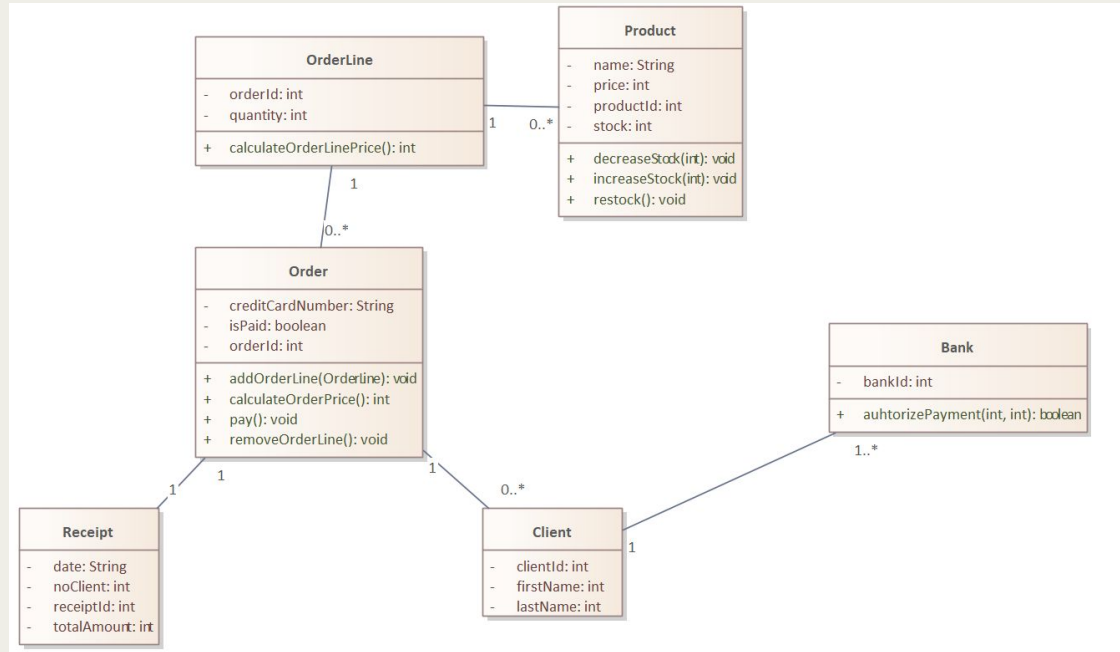 OrderLine
- orderId: int
- quantity: int
+ calculateOrderLinePrice(): int
1
0..*
Product
- name: String
- price: int
- productId: int
- stock: int
+ decreaseStock(int): void
+ increaseStock(int): void
+ restock(): void
1
0..*
Order
- creditCardNumber: String
- isPaid: boolean
- orderId: int
+ addOrderLine(OrderLine): void
+ calculateOrderPrice(): int
+ pay(): void
+ removeOrderLine(): void
Bank
- bankId: int
+ auhtorizePayment(int, int): boolean
1..*
1
1
1
0..*
Receipt
- date: String
- noClient: int
- receiptId: int
- totalAmount: int
Client
- clientId: int
- firstName: int
- lastName: int
1